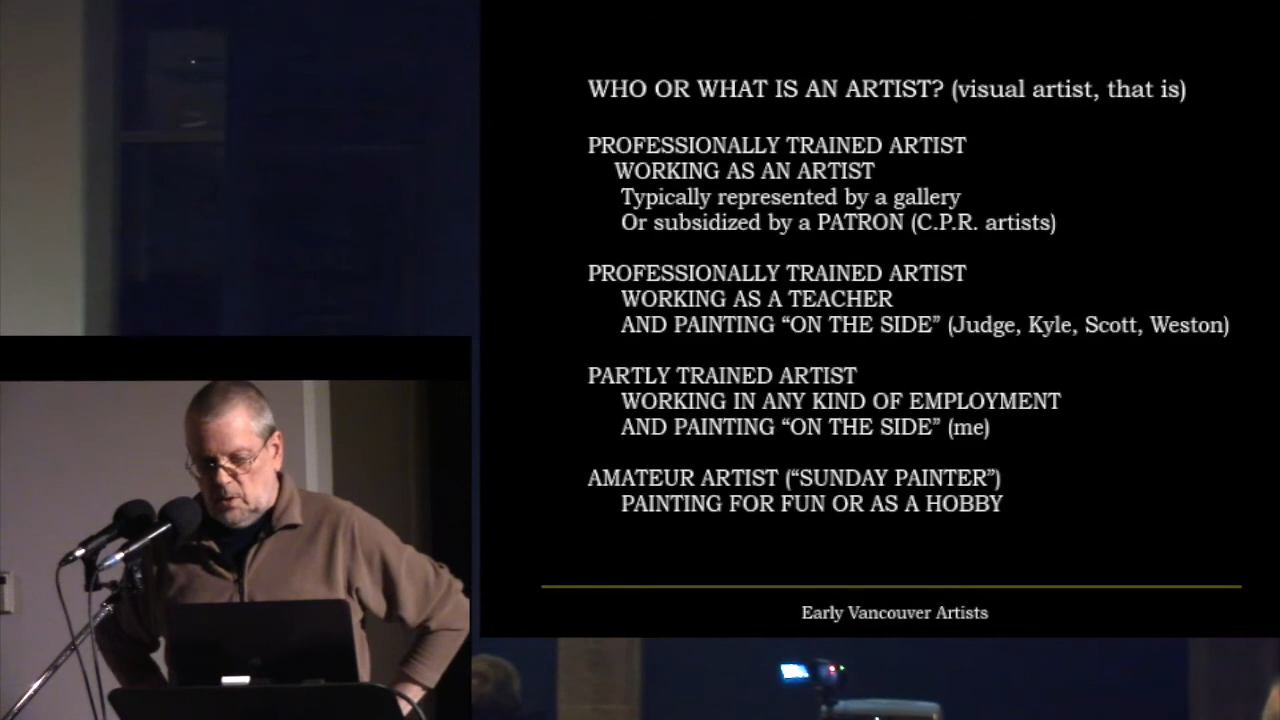 WHO OR WHAT IS AN ARTIST? (visual artist, that is)
PROFESSIONALLY TRAINED ARTIST
WORKING AS AN ARTIST
Typically represented by a gallery
Or subsidized by a PATRON (C.P.R. artists)
PROFESSIONALLY TRAINED ARTIST
WORKING AS A TEACHER
AND PAINTING “ON THE SIDE” (Judge, Kyle, Scott, Weston)
PARTLY TRAINED ARTIST
WORKING IN ANY KIND OF EMPLOYMENT
AND PAINTING “ON THE SIDE” (me)
AMATEUR ARTIST (“SUNDAY PAINTER”)
PAINTING FOR FUN OR AS A HOBBY
Early Vancouver Artists